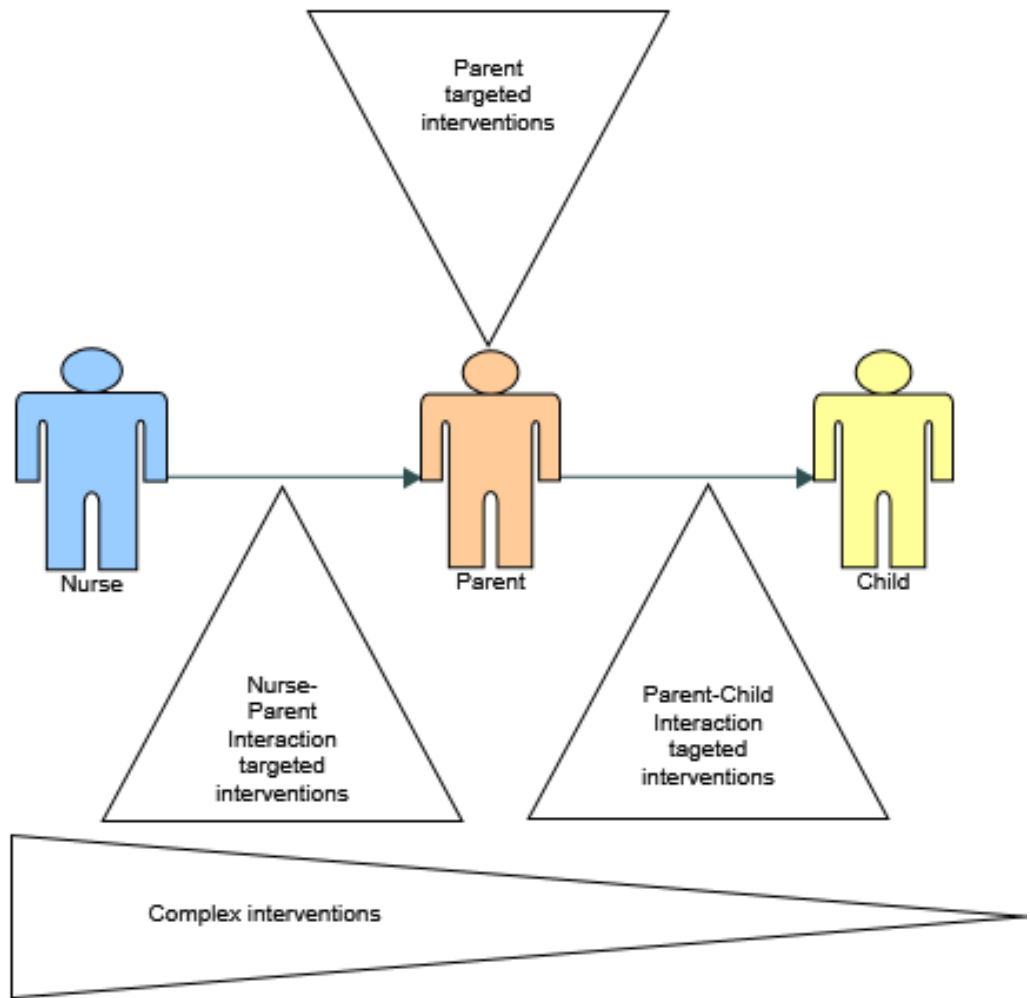 Parent
targeted
interventions
Nurse
Parent
Child
Nurse-
Parent
Interaction
targeted
interventions
Parent-Child
Interaction
tageted
interventions
Complex interventions